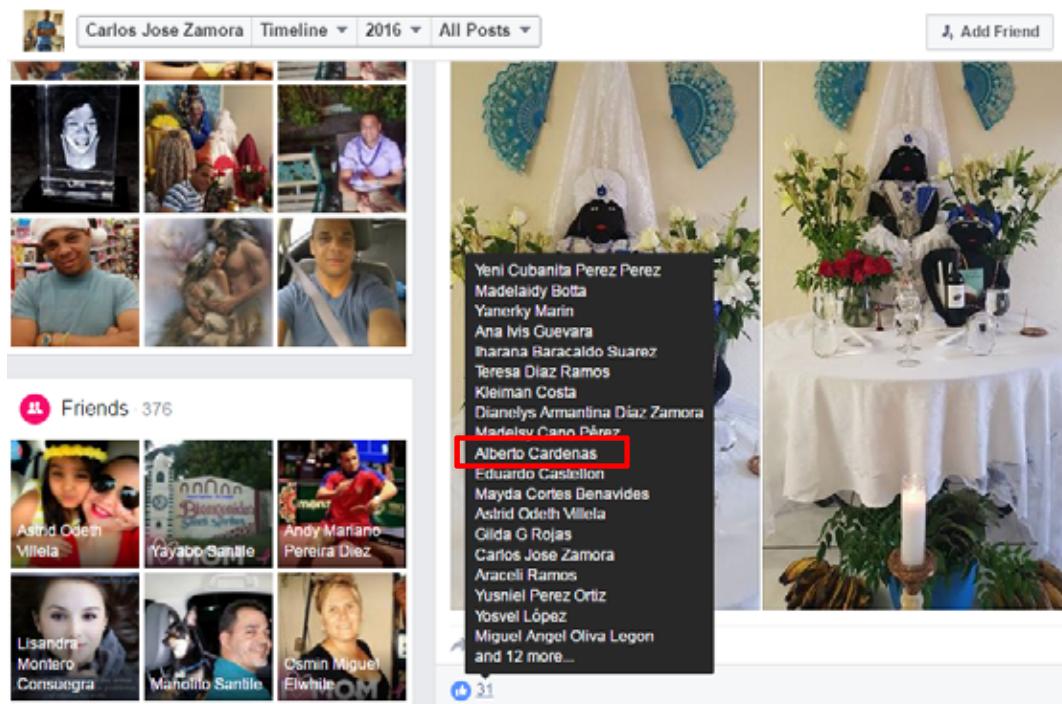 Carlos Jose Zamora Timeline 2016 All Posts
Add Friend
Friends · 376
Astrid Odeth
Villela
Yayabo Santile
Andy Mariano
Pereira Diez
Lisandra
Montero
Consuegra
Manolito Santile
Osmin Miguel
Elwhite
Yeni Cubanita Perez Perez
Madelaidy Botta
Yanerky Marin
Ana Ivis Guevara
Iharana Baracaldo Suarez
Teresa Diaz Ramos
Kleiman Costa
Dianelys Armantina Díaz Zamora
Madelsy Cano Pérez
Alberto Cardenas
Eduardo Castellon
Mayda Cortes Benavides
Astrid Odeth Villela
Gilda G Rojas
Carlos Jose Zamora
Araceli Ramos
Yusniel Perez Ortiz
Yosvel López
Miguel Angel Oliva Legon
and 12 more...
31